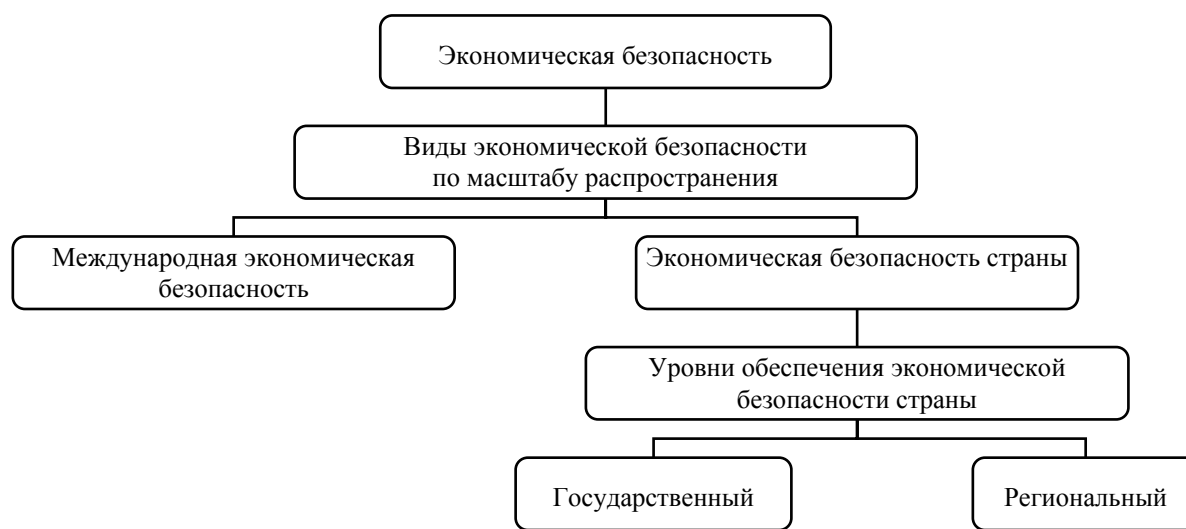 Экономическая безопасность
Виды экономической безопасности
по масштабу распространения
Международная экономическая
безопасность
Экономическая безопасность страны
Уровни обеспечения экономической
безопасности страны
Государственный
Региональный